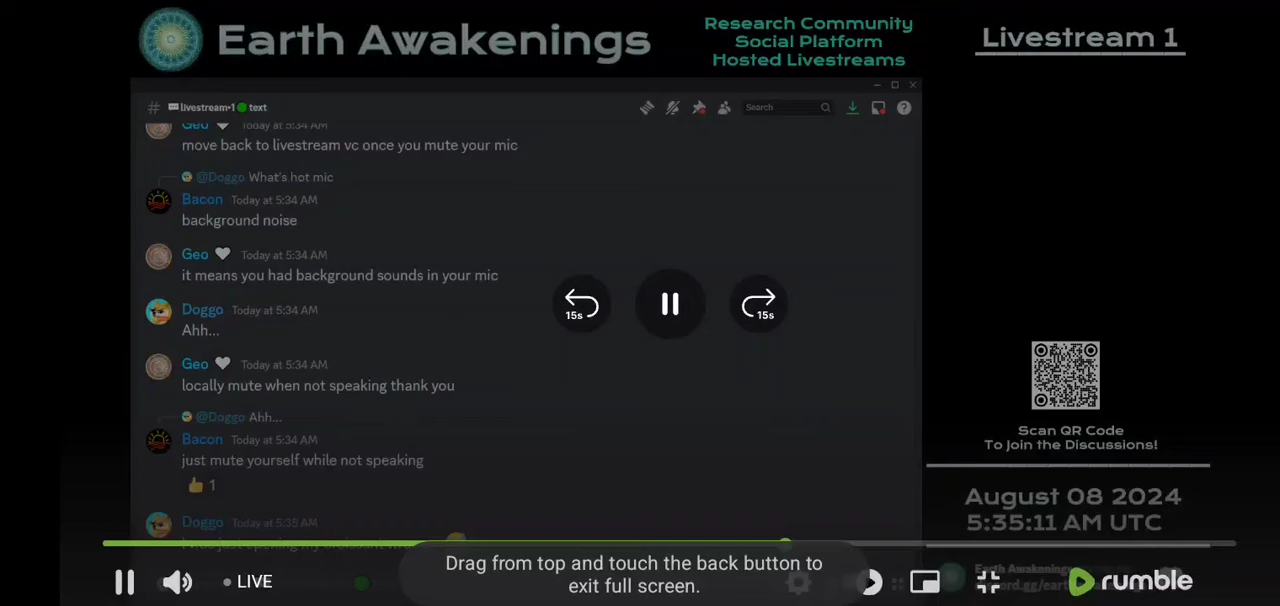 Earth Awakenings
Research Community
Social Platform
Hosted Livestreams
Livestream 1
# livestream•1 text
Search
Geo Today at 5:34 AM
move back to livestream vc once you mute your mic
@Doggo What's hot mic
Bacon Today at 5:34 AM
background noise
Geo Today at 5:34 AM
it means you had background sounds in your mic
Doggo Today at 5:34 AM
Ahh...
Geo Today at 5:34 AM
locally mute when not speaking thank you
@Doggo Ahh...
Bacon Today at 5:34 AM
just mute yourself while not speaking
1
Doggo Today at 5:35 AM
15s
15s
Scan QR Code
To Join the Discussions!
August 08 2024
5:35:11 AM UTC
Drag from top and touch the back button to
exit full screen.
LIVE
Earth Awakenings
rumble